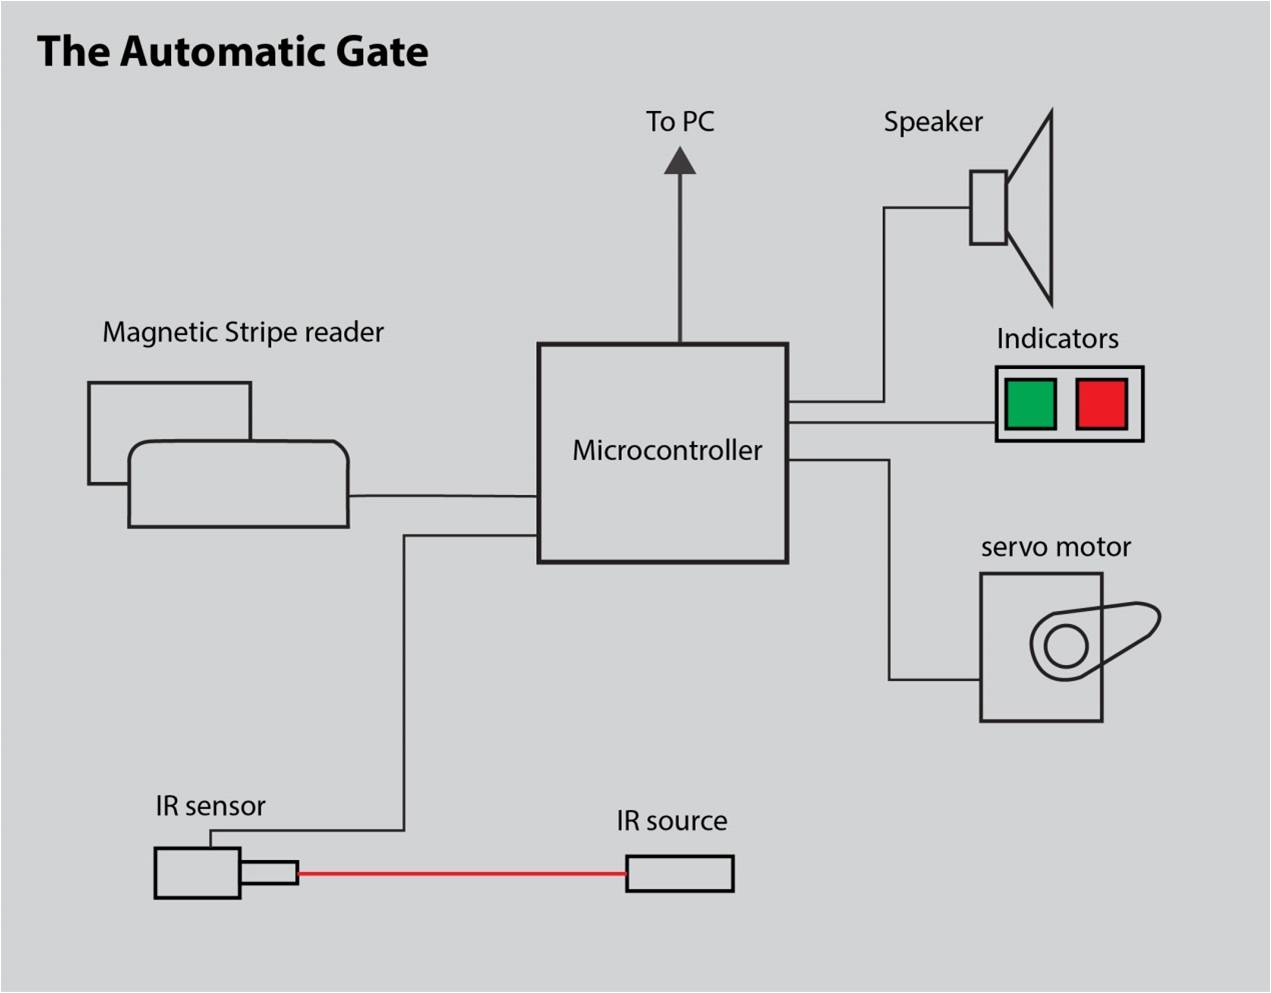 The Automatic Gate
To PC
Speaker
Magnetic Stripe reader
Indicators
Microcontroller
servo motor
IR sensor
IR source